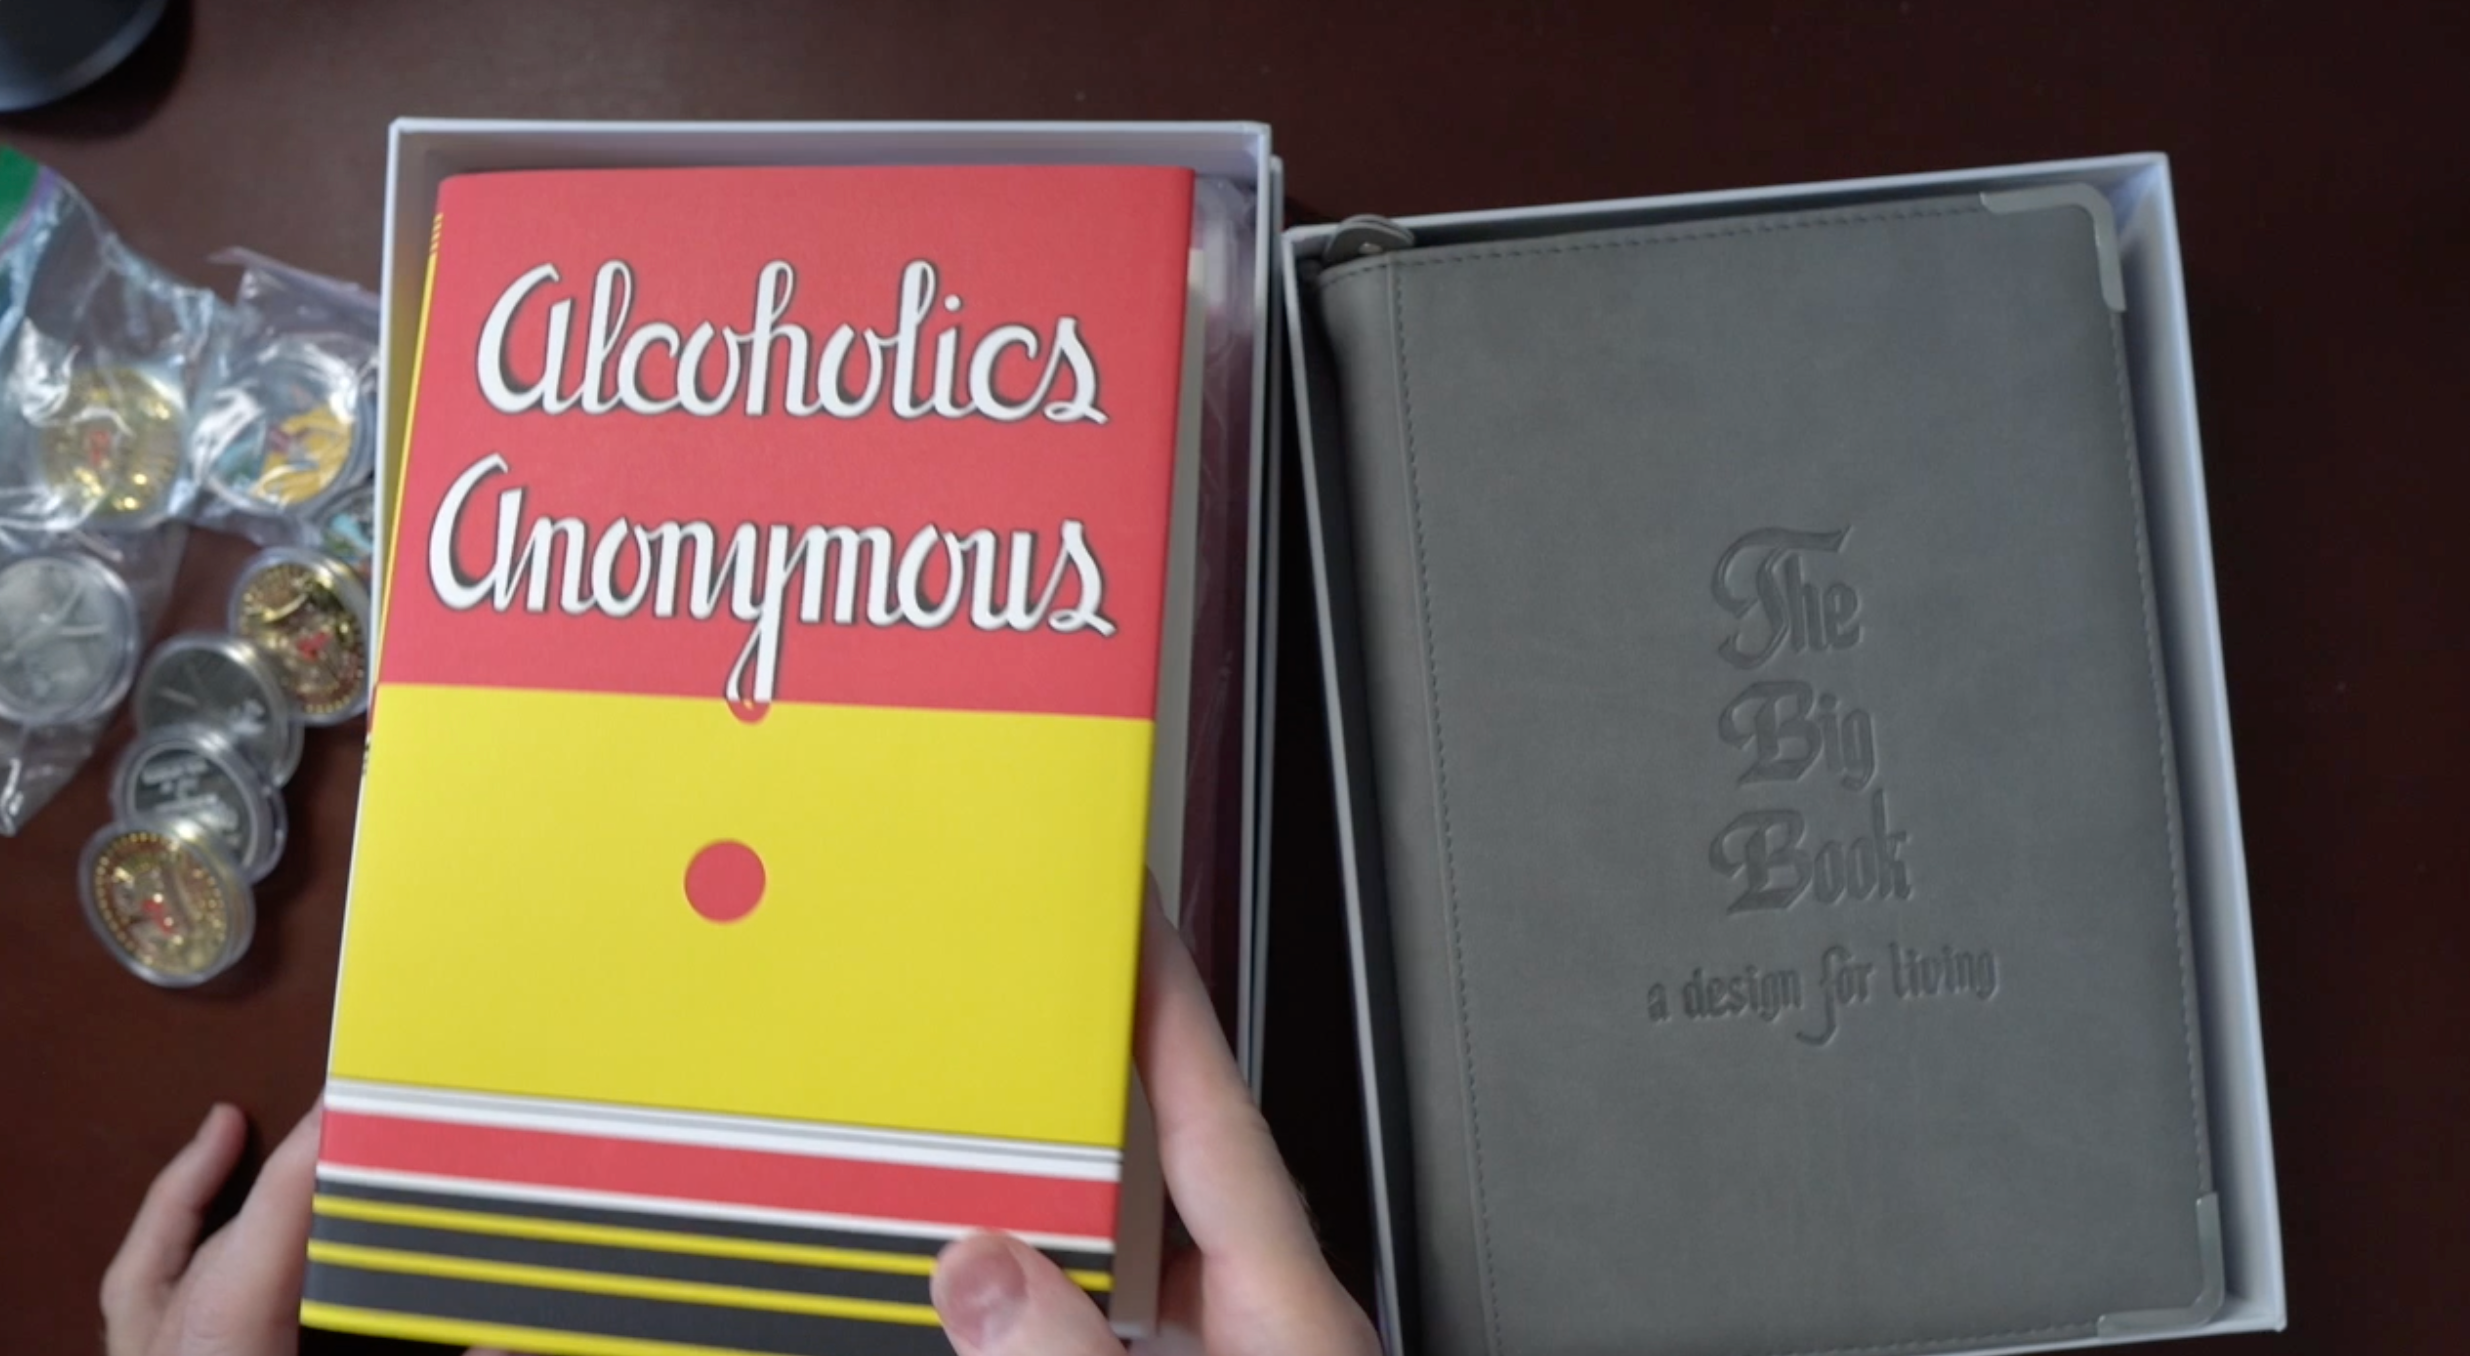 Alcoholics
Anonymous
The
Big
Book
a design for living